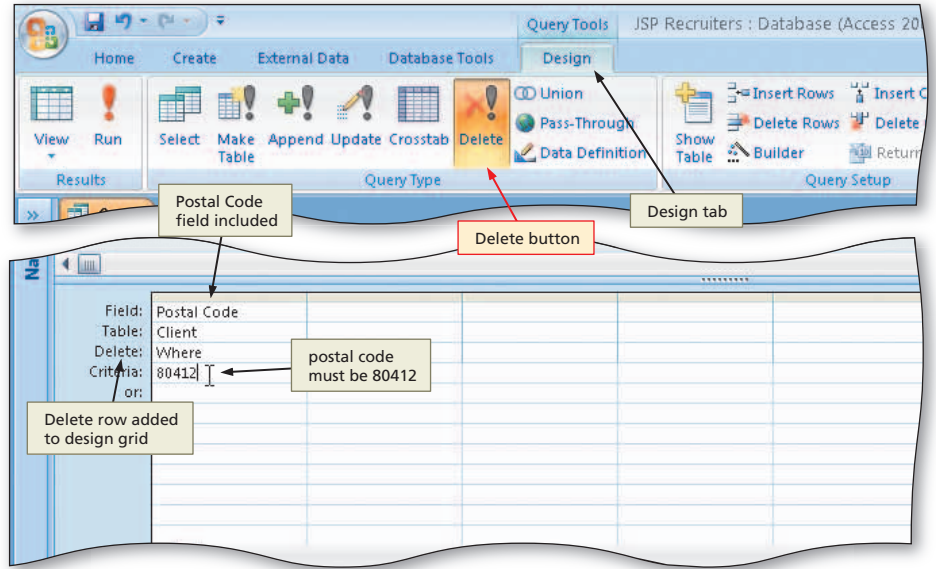 Query Tools JSP Recruiters : Database (Access 20
Home Create External Data Database Tools Design
View Run Select Make Table Append Update Crosstab Delete
Union
Pass-Through
Data Definition
Show Table
Insert Rows
Delete Rows
Builder
Insert C
Delete
Return
Results Query Type Query Setup
Postal Code
field included
Delete button
Design tab
Na
Field: Postal Code
Table: Client
Delete: Where
Criteria: 80412
or:
postal code
must be 80412
Delete row added
to design grid